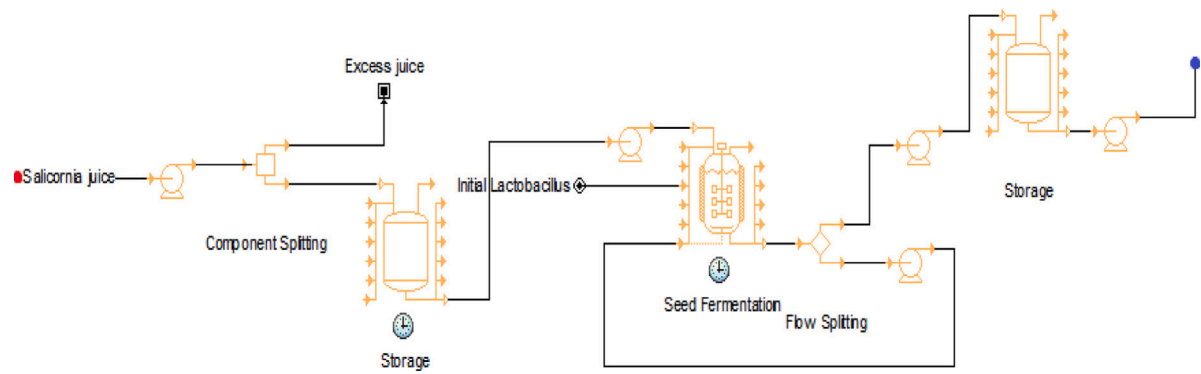 Excess juice
Salicornia juice
Initial Lactobacillus
Storage
Component Splitting
Seed Fermentation
Flow Splitting
Storage